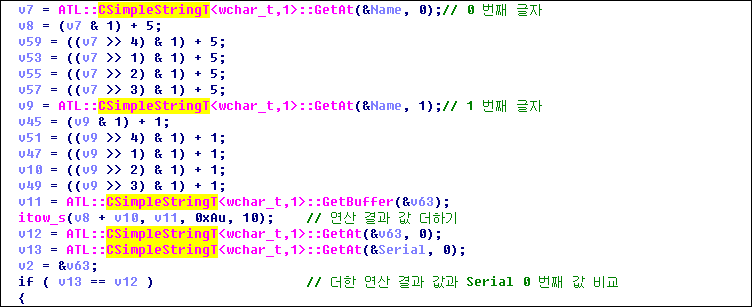 v7 = ATL::CSimpleStringT<wchar_t,1>::GetAt(&Name, 0);// 0 번째 글자
v8 = (v7 & 1) + 5;
v59 = ((v7 >> 4) & 1) + 5;
v53 = ((v7 >> 1) & 1) + 5;
v55 = ((v7 >> 2) & 1) + 5;
v57 = ((v7 >> 3) & 1) + 5;
v9 = ATL::CSimpleStringT<wchar_t,1>::GetAt(&Name, 1);// 1 번째 글자
v45 = (v9 & 1) + 1;
v51 = ((v9 >> 4) & 1) + 1;
v47 = ((v9 >> 1) & 1) + 1;
v10 = ((v9 >> 2) & 1) + 1;
v49 = ((v9 >> 3) & 1) + 1;
v11 = ATL::CSimpleStringT<wchar_t,1>::GetBuffer(&v63);
itow_s(v8 + v10, v11, 0xAu, 10); // 연산 결과 값 더하기
v12 = ATL::CSimpleStringT<wchar_t,1>::GetAt(&v63, 0);
v13 = ATL::CSimpleStringT<wchar_t,1>::GetAt(&Serial, 0);
v2 = &v63;
if ( v13 == v12 ) // 더한 연산 결과 값과 Serial 0 번째 값 비교
{